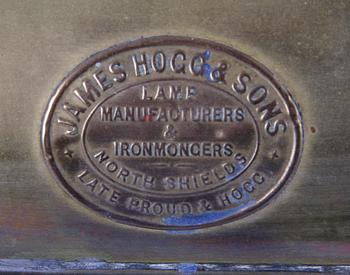 JAMES HOGG & SONS
LAMP
MANUFACTURERS
&
IRONMONGERS
NORTH SHIELDS
LATE PROUD & HOGG